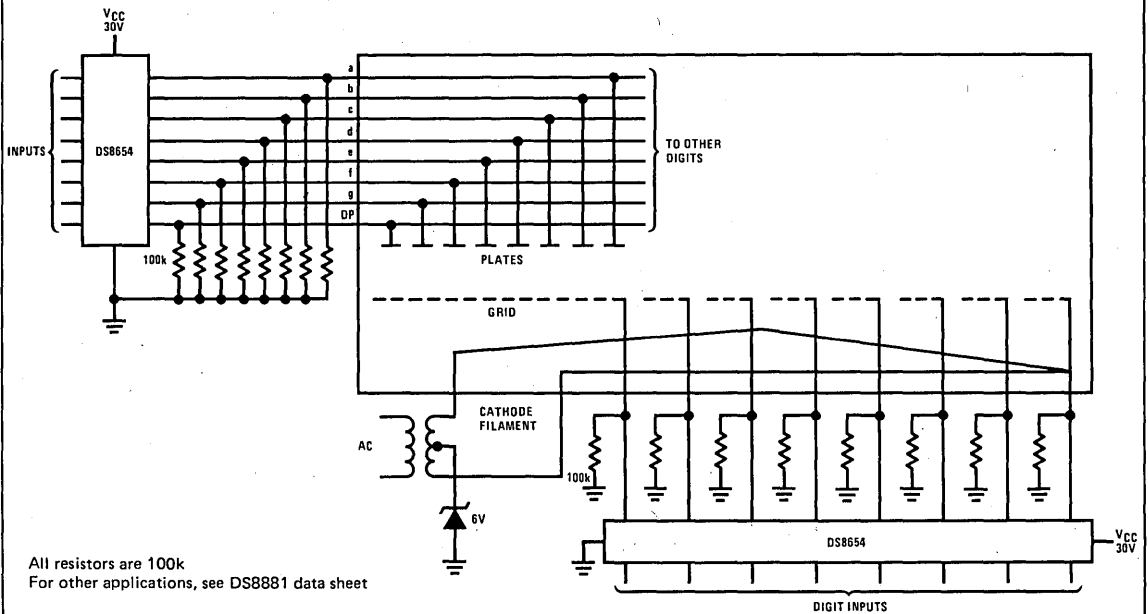 VCC
30V
a
b
c
d
e
f
g
DP
INPUTS
DS8654
TO OTHER
DIGITS
100k
PLATES
GRID
CATHODE
FILAMENT
AC
6V
100k
DS8654
VCC
30V
DIGIT INPUTS
All resistors are 100k
For other applications, see DS8881 data sheet